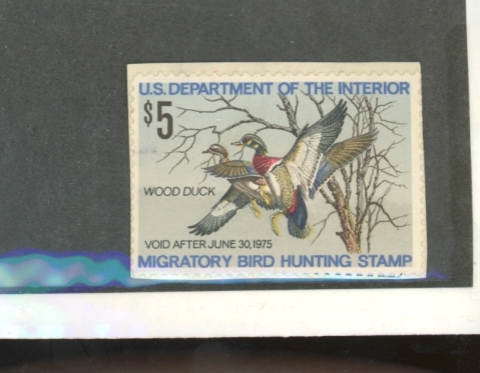 U.S. DEPARTMENT OF THE INTERIOR
$5
WOOD DUCK
VOID AFTER JUNE 30, 1975
MIGRATORY BIRD HUNTING STAMP